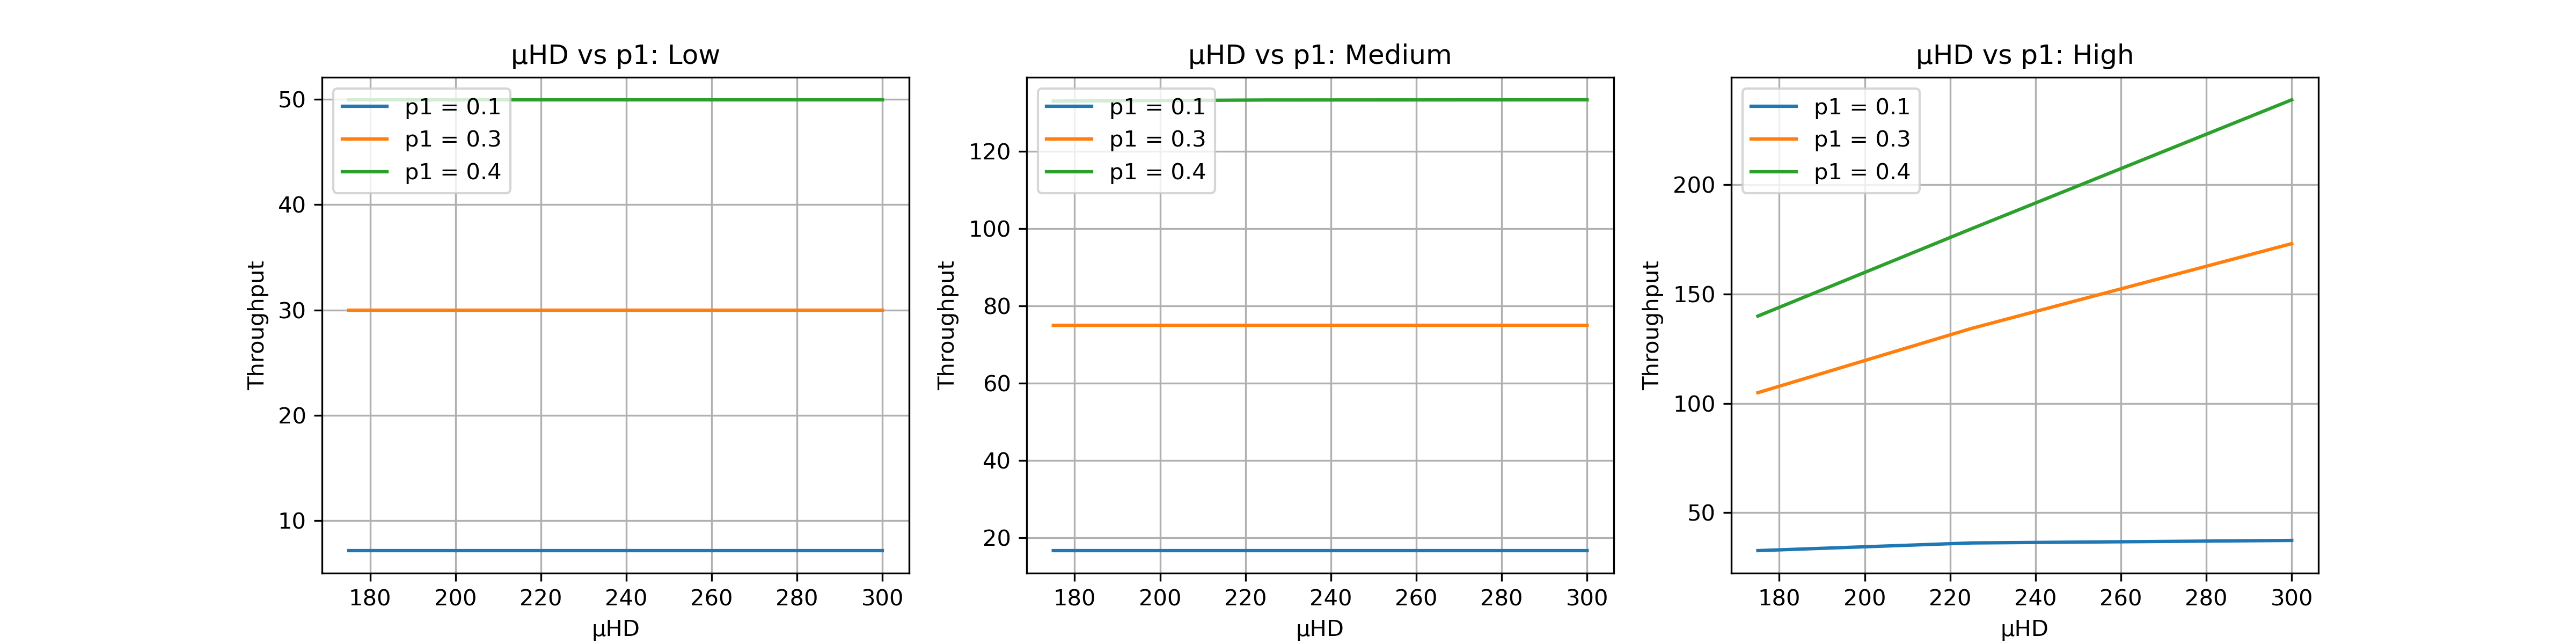 μHD vs p1: Low
50
40
30
20
10
Throughput
p1 = 0.1
p1 = 0.3
p1 = 0.4
180 200 220 240 260 280 300
μHD
μHD vs p1: Medium
120
100
80
60
40
20
Throughput
p1 = 0.1
p1 = 0.3
p1 = 0.4
180 200 220 240 260 280 300
μHD
μHD vs p1: High
200
150
100
50
Throughput
p1 = 0.1
p1 = 0.3
p1 = 0.4
180 200 220 240 260 280 300
μHD